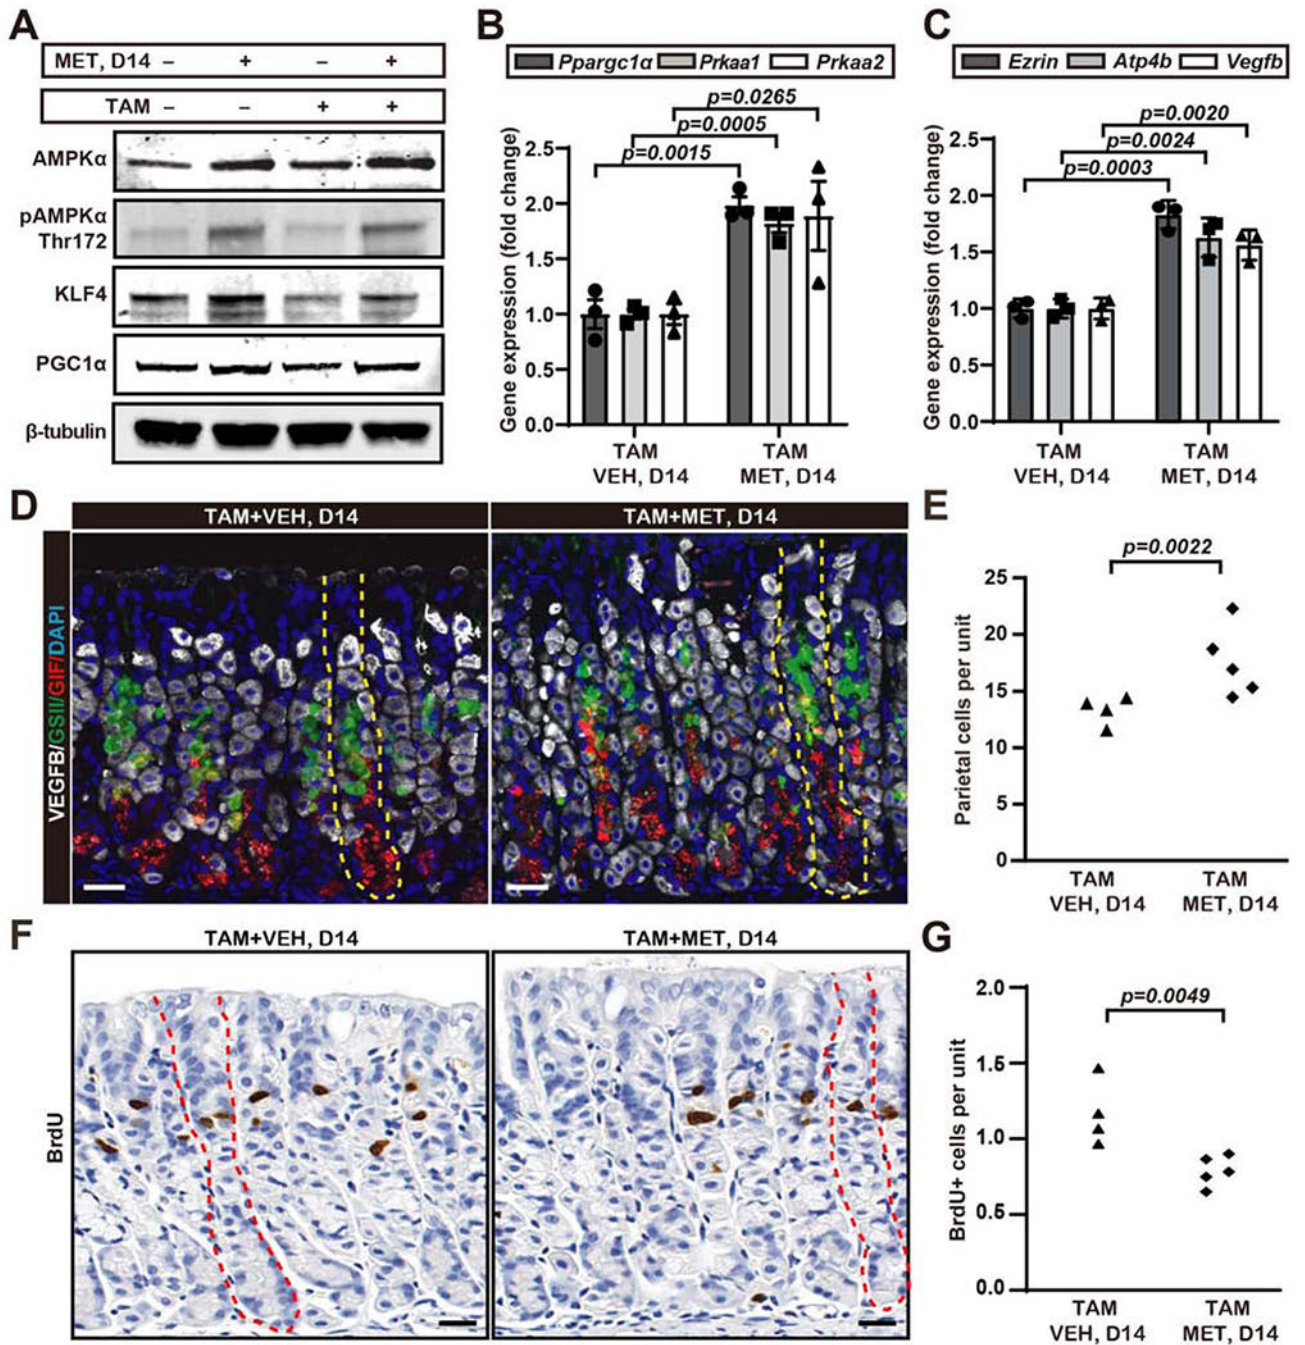 A
MET, D14 – + – +
TAM – – + +
AMPKα
pAMPKα
Thr172
KLF4
PGC1α
β-tubulin
B
Ppargc1α Prkaa1 Prkaa2
p=0.0265
p=0.0005
p=0.0015
Gene expression (fold change)
2.5
2.0
1.5
1.0
0.5
0.0
TAM
VEH, D14
TAM
MET, D14
C
Ezrin Atp4b Vegfb
p=0.0020
p=0.0024
p=0.0003
Gene expression (fold change)
2.5
2.0
1.5
1.0
0.5
0.0
TAM
VEH, D14
TAM
MET, D14
D
TAM+VEH, D14
TAM+MET, D14
VEGFB/GSII/GIF/DAPI
E
p=0.0022
Parietal cells per unit
25
20
15
10
5
0
TAM
VEH, D14
TAM
MET, D14
F
TAM+VEH, D14
TAM+MET, D14
BrdU
G
p=0.0049
BrdU+ cells per unit
2.0
1.5
1.0
0.5
0.0
TAM
VEH, D14
TAM
MET, D14